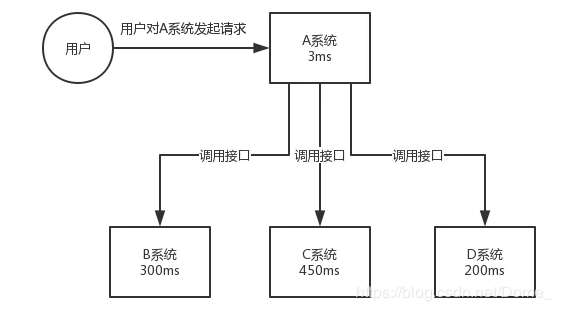 用户
用户对A系统发起请求
A系统
3ms
调用接口
调用接口
调用接口
B系统
300ms
C系统
450ms
D系统
200ms
https://blog.csdn.net/Dome_